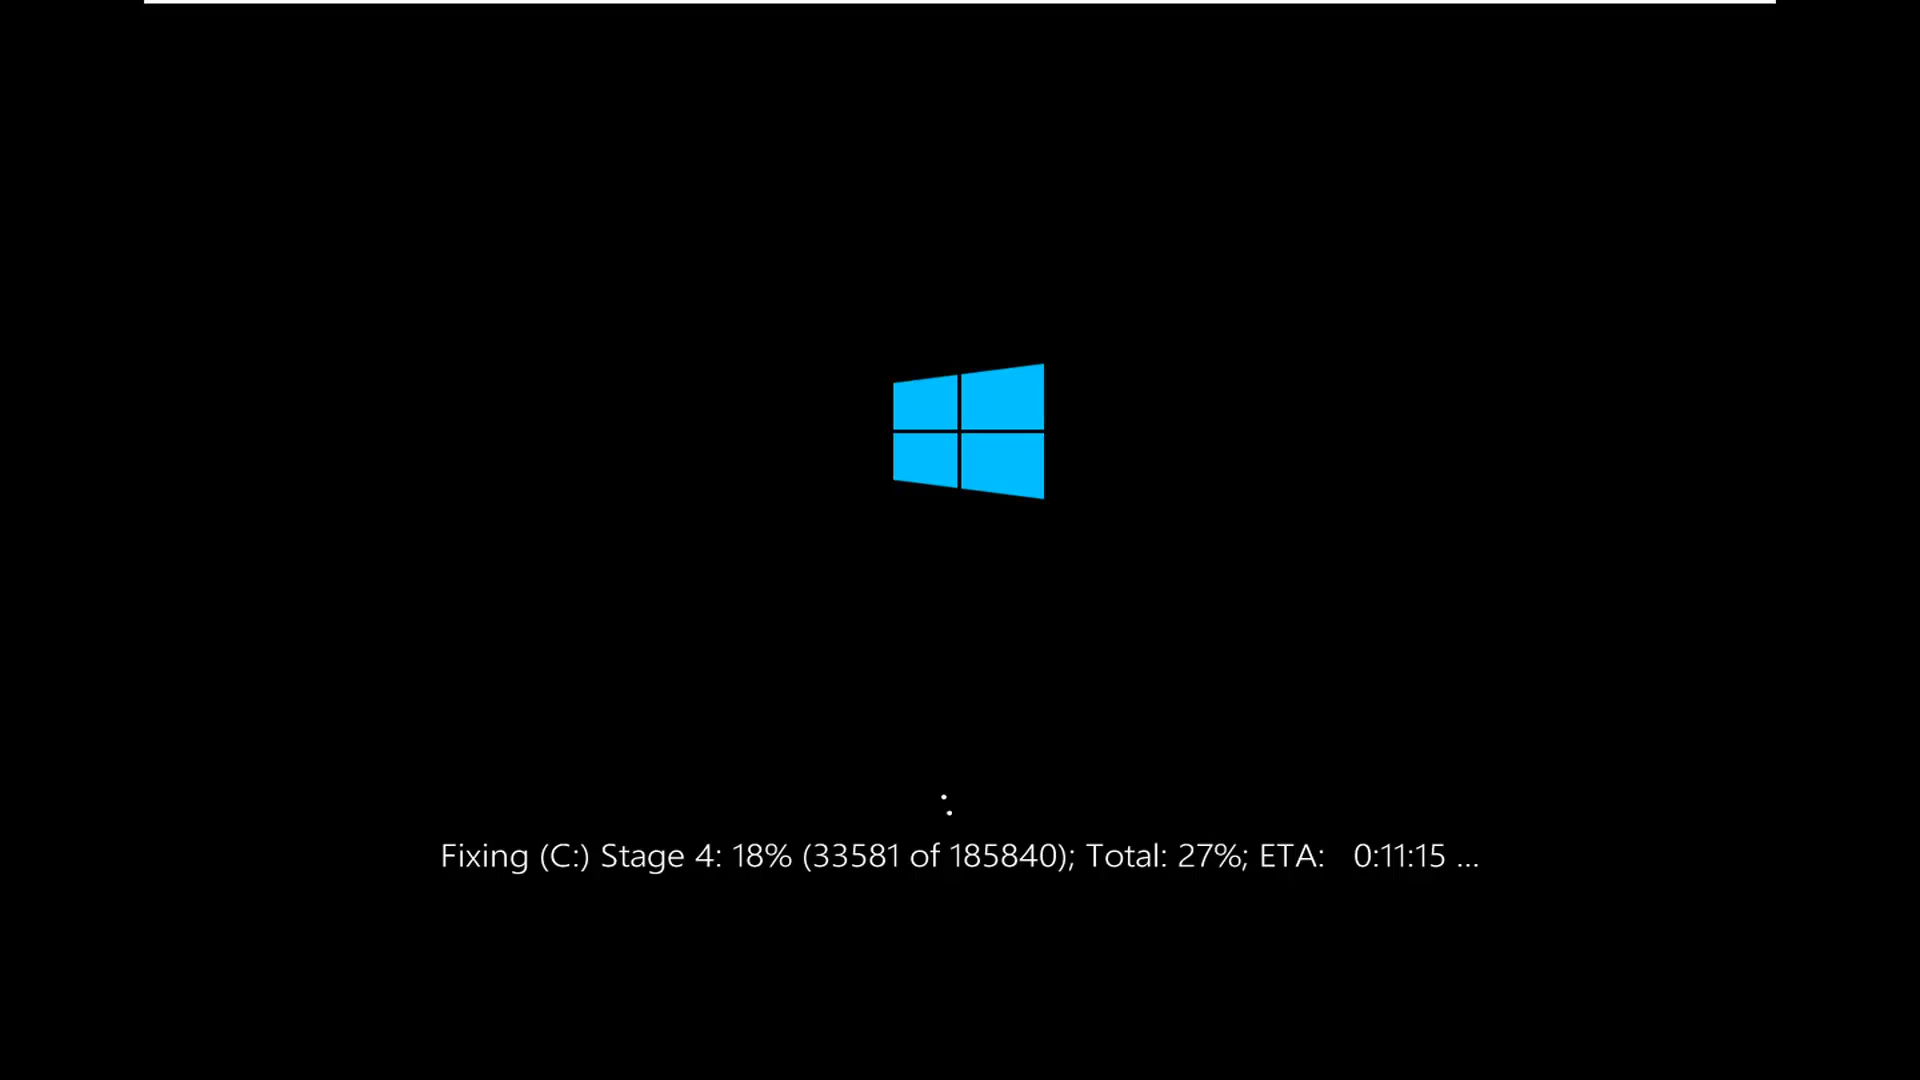 Fixing (C:) Stage 4: 18% (33581 of 185840); Total: 27%; ETA:   0:11:15 ...